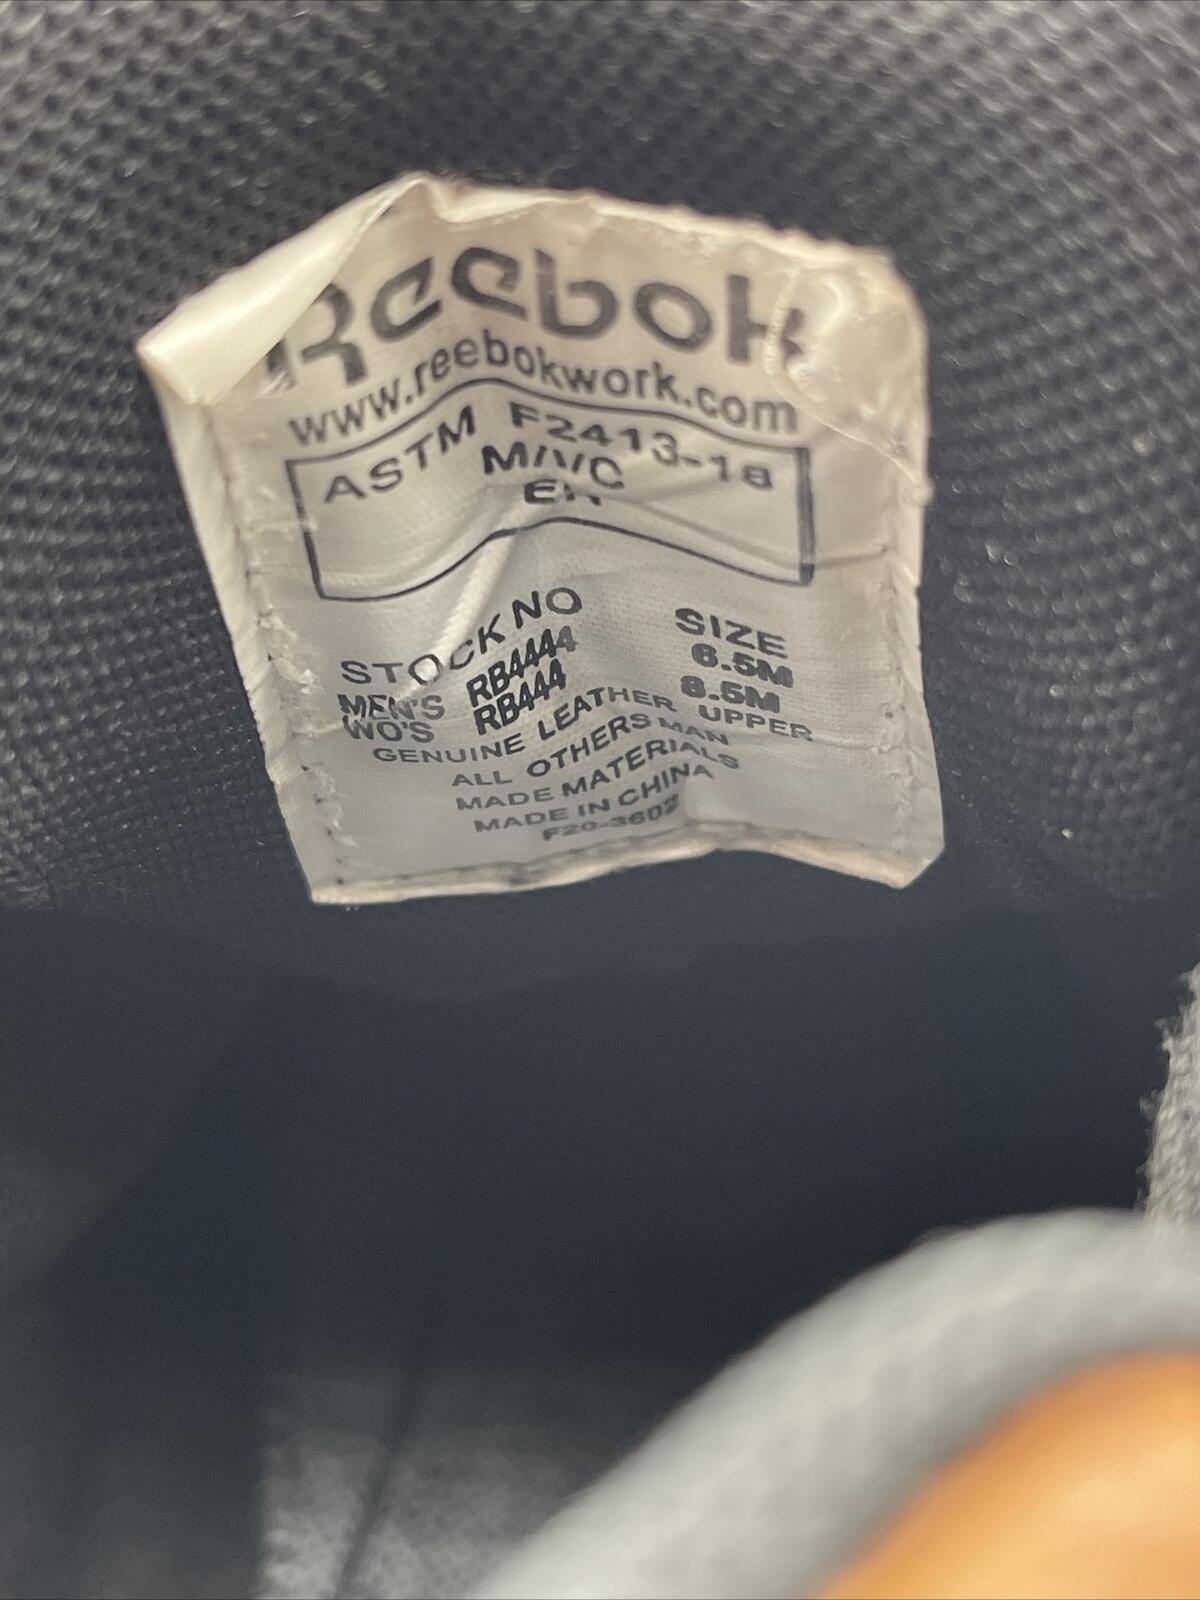 Reebok
www.reebokwork.com
ASTM F2413-18
M/I/C
EH
STOCK NO SIZE
MEN'S RB4444 6.5M
WO'S RB444 8.5M
GENUINE LEATHER UPPER
ALL OTHERS MAN
MADE MATERIALS
MADE IN CHINA
F20-3602